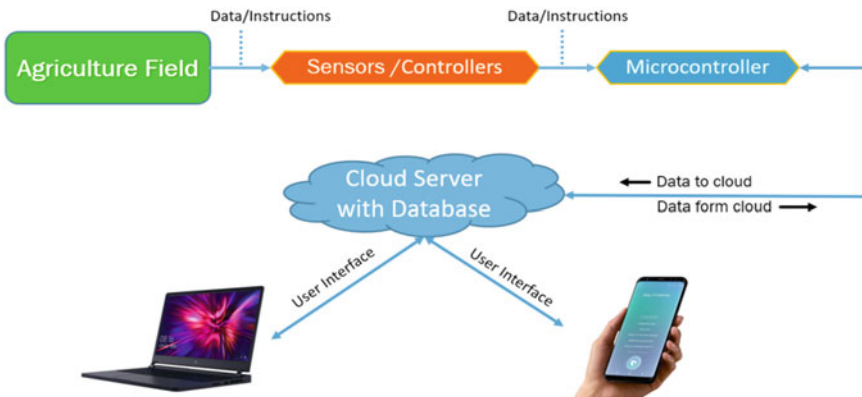 Data/Instructions
Data/Instructions
Agriculture Field
Sensors /Controllers
Microcontroller
Cloud Server
with Database
Data to cloud
Data form cloud
User Interface
User Interface